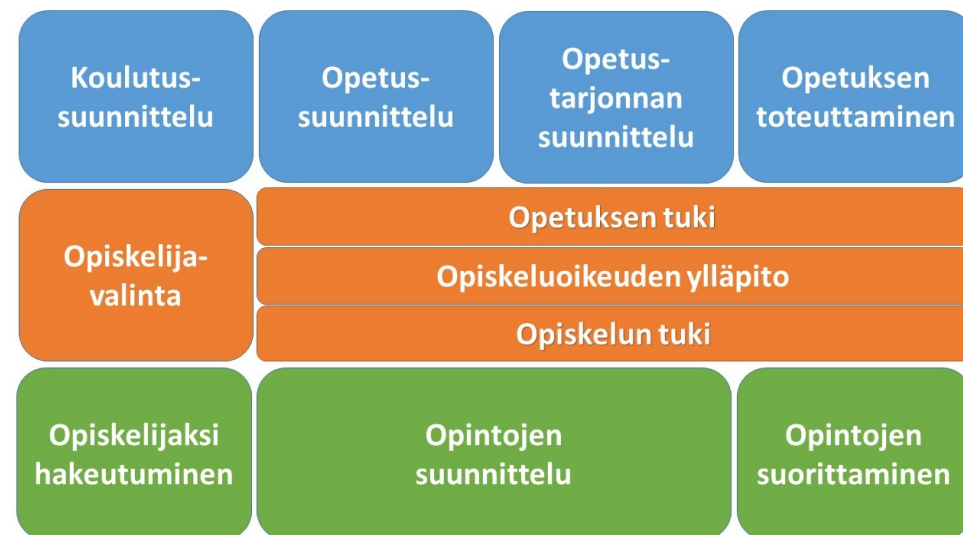 Koulutus-
suunnittelu
Opetus-
suunnittelu
Opetus-
tarjonnan
suunnittelu
Opetuksen
toteuttaminen
Opiskelija-
valinta
Opetuksen tuki
Opiskeluoikeuden ylläpito
Opiskelun tuki
Opiskelijaksi
hakeutuminen
Opintojen
suunnittelu
Opintojen
suorittaminen